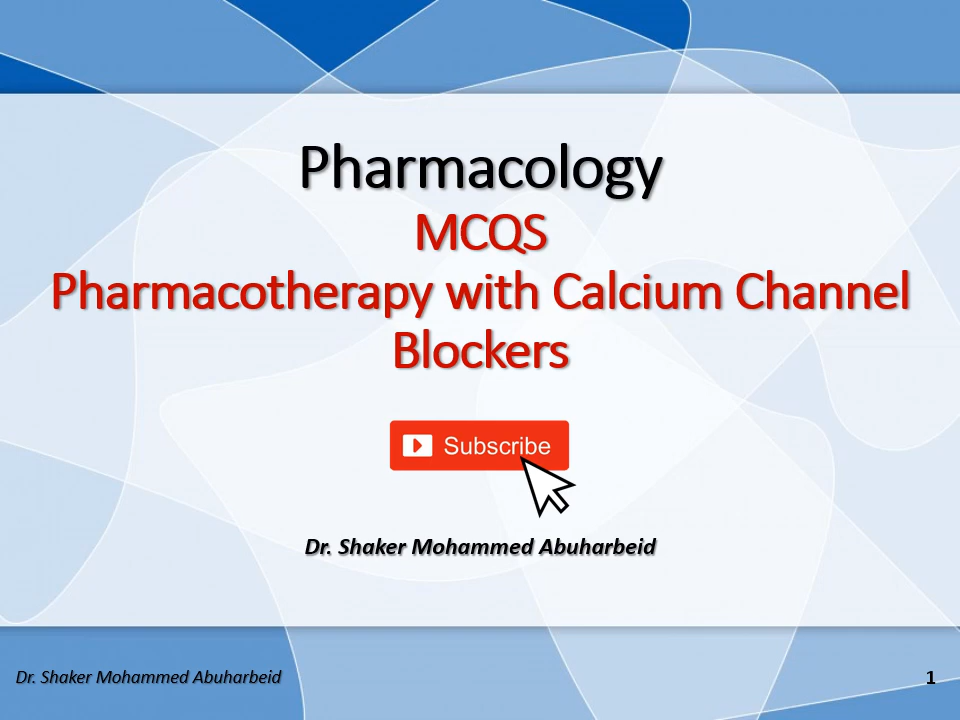 Pharmacology
MCQS
Pharmacotherapy with Calcium Channel
Blockers
Subscribe
Dr. Shaker Mohammed Abuharbeid
Dr. Shaker Mohammed Abuharbeid
1